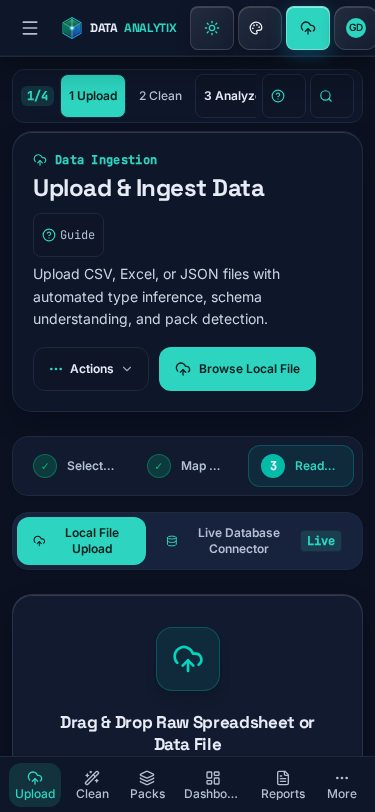 DATA ANALYTIX
GD
1/4
1 Upload
2 Clean
3 Analyz
Data Ingestion
Upload & Ingest Data
Guide
Upload CSV, Excel, or JSON files with
automated type inference, schema
understanding, and pack detection.
Actions
Browse Local File
✓ Select...
✓ Map ...
3 Read...
Local File
Upload
Live Database
Connector
Live
Drag & Drop Raw Spreadsheet or
Data File
Upload
Clean
Packs
Dashbo...
Reports
More